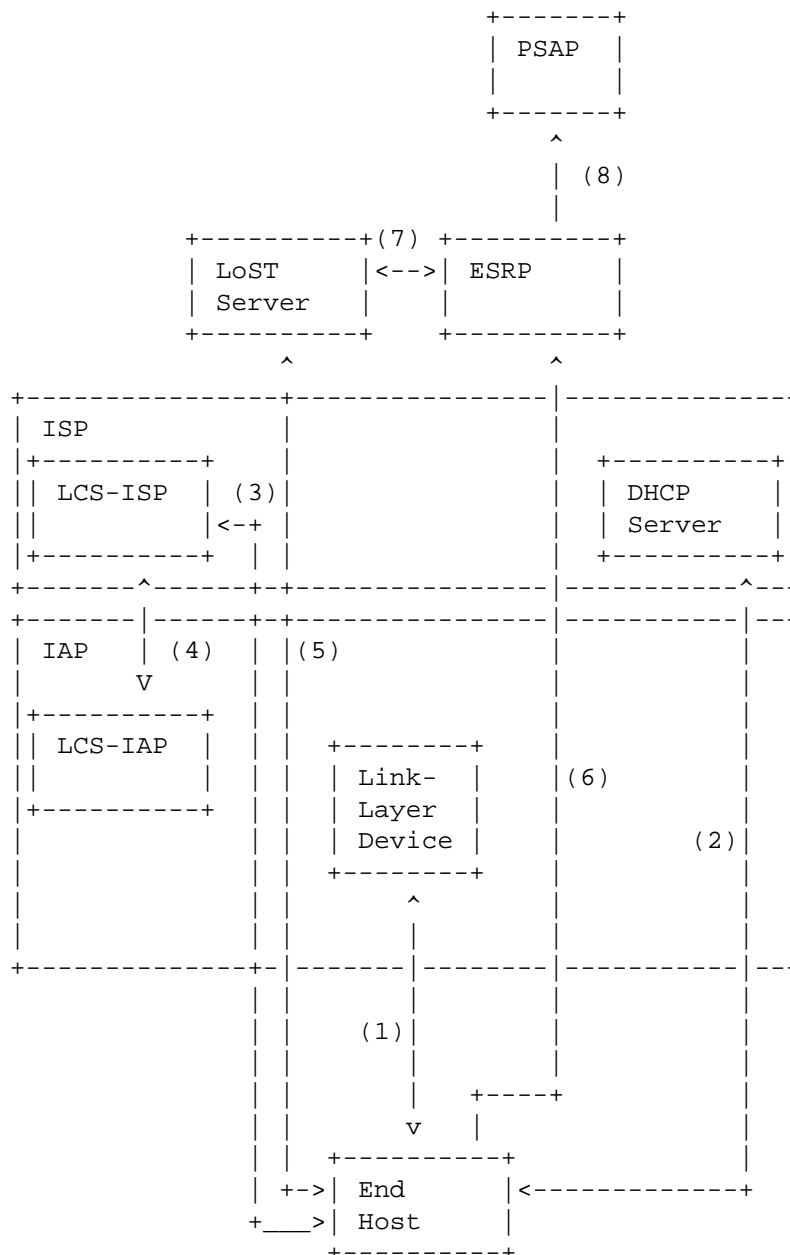 PSAP
(8)
(7)
LoST
Server
<-->
ESRP
ISP
LCS-ISP
(3)
DHCP
Server
IAP
(4)
(5)
LCS-IAP
Link-
Layer
Device
(6)
(2)
(1)
End
Host